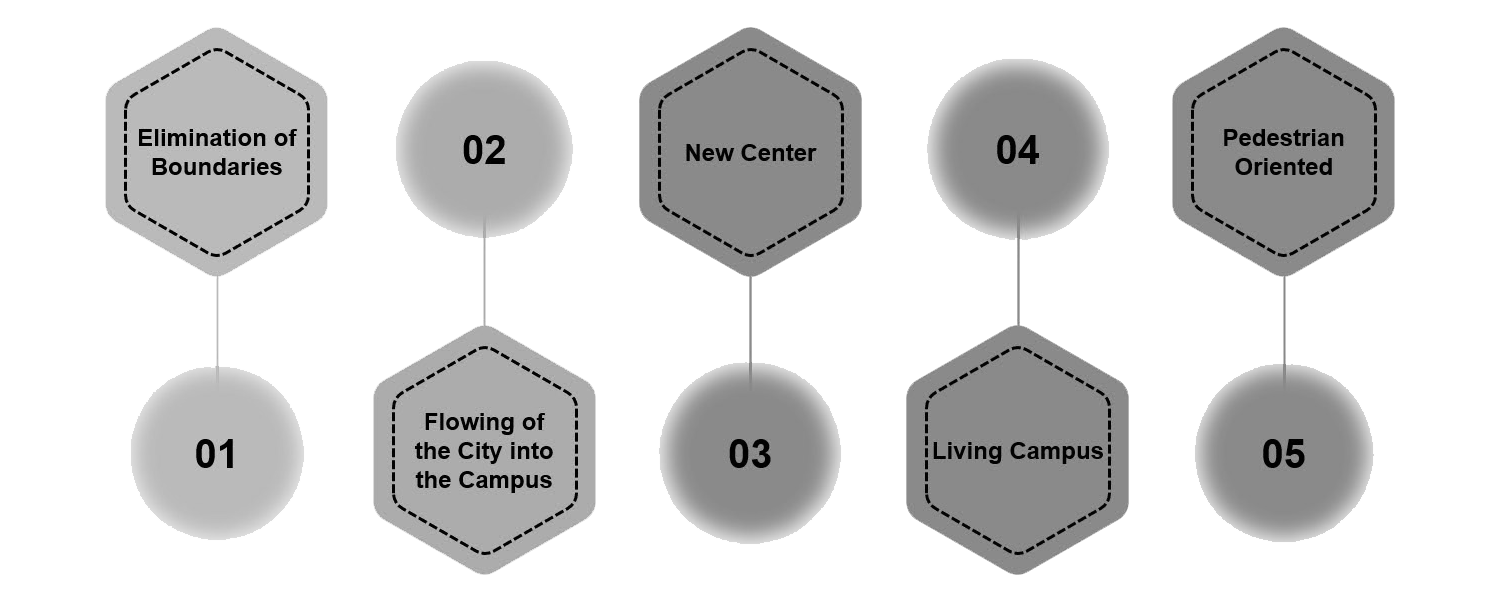 01
Elimination of
Boundaries
02
Flowing of
the City into
the Campus
03
New Center
04
Living Campus
05
Pedestrian
Oriented